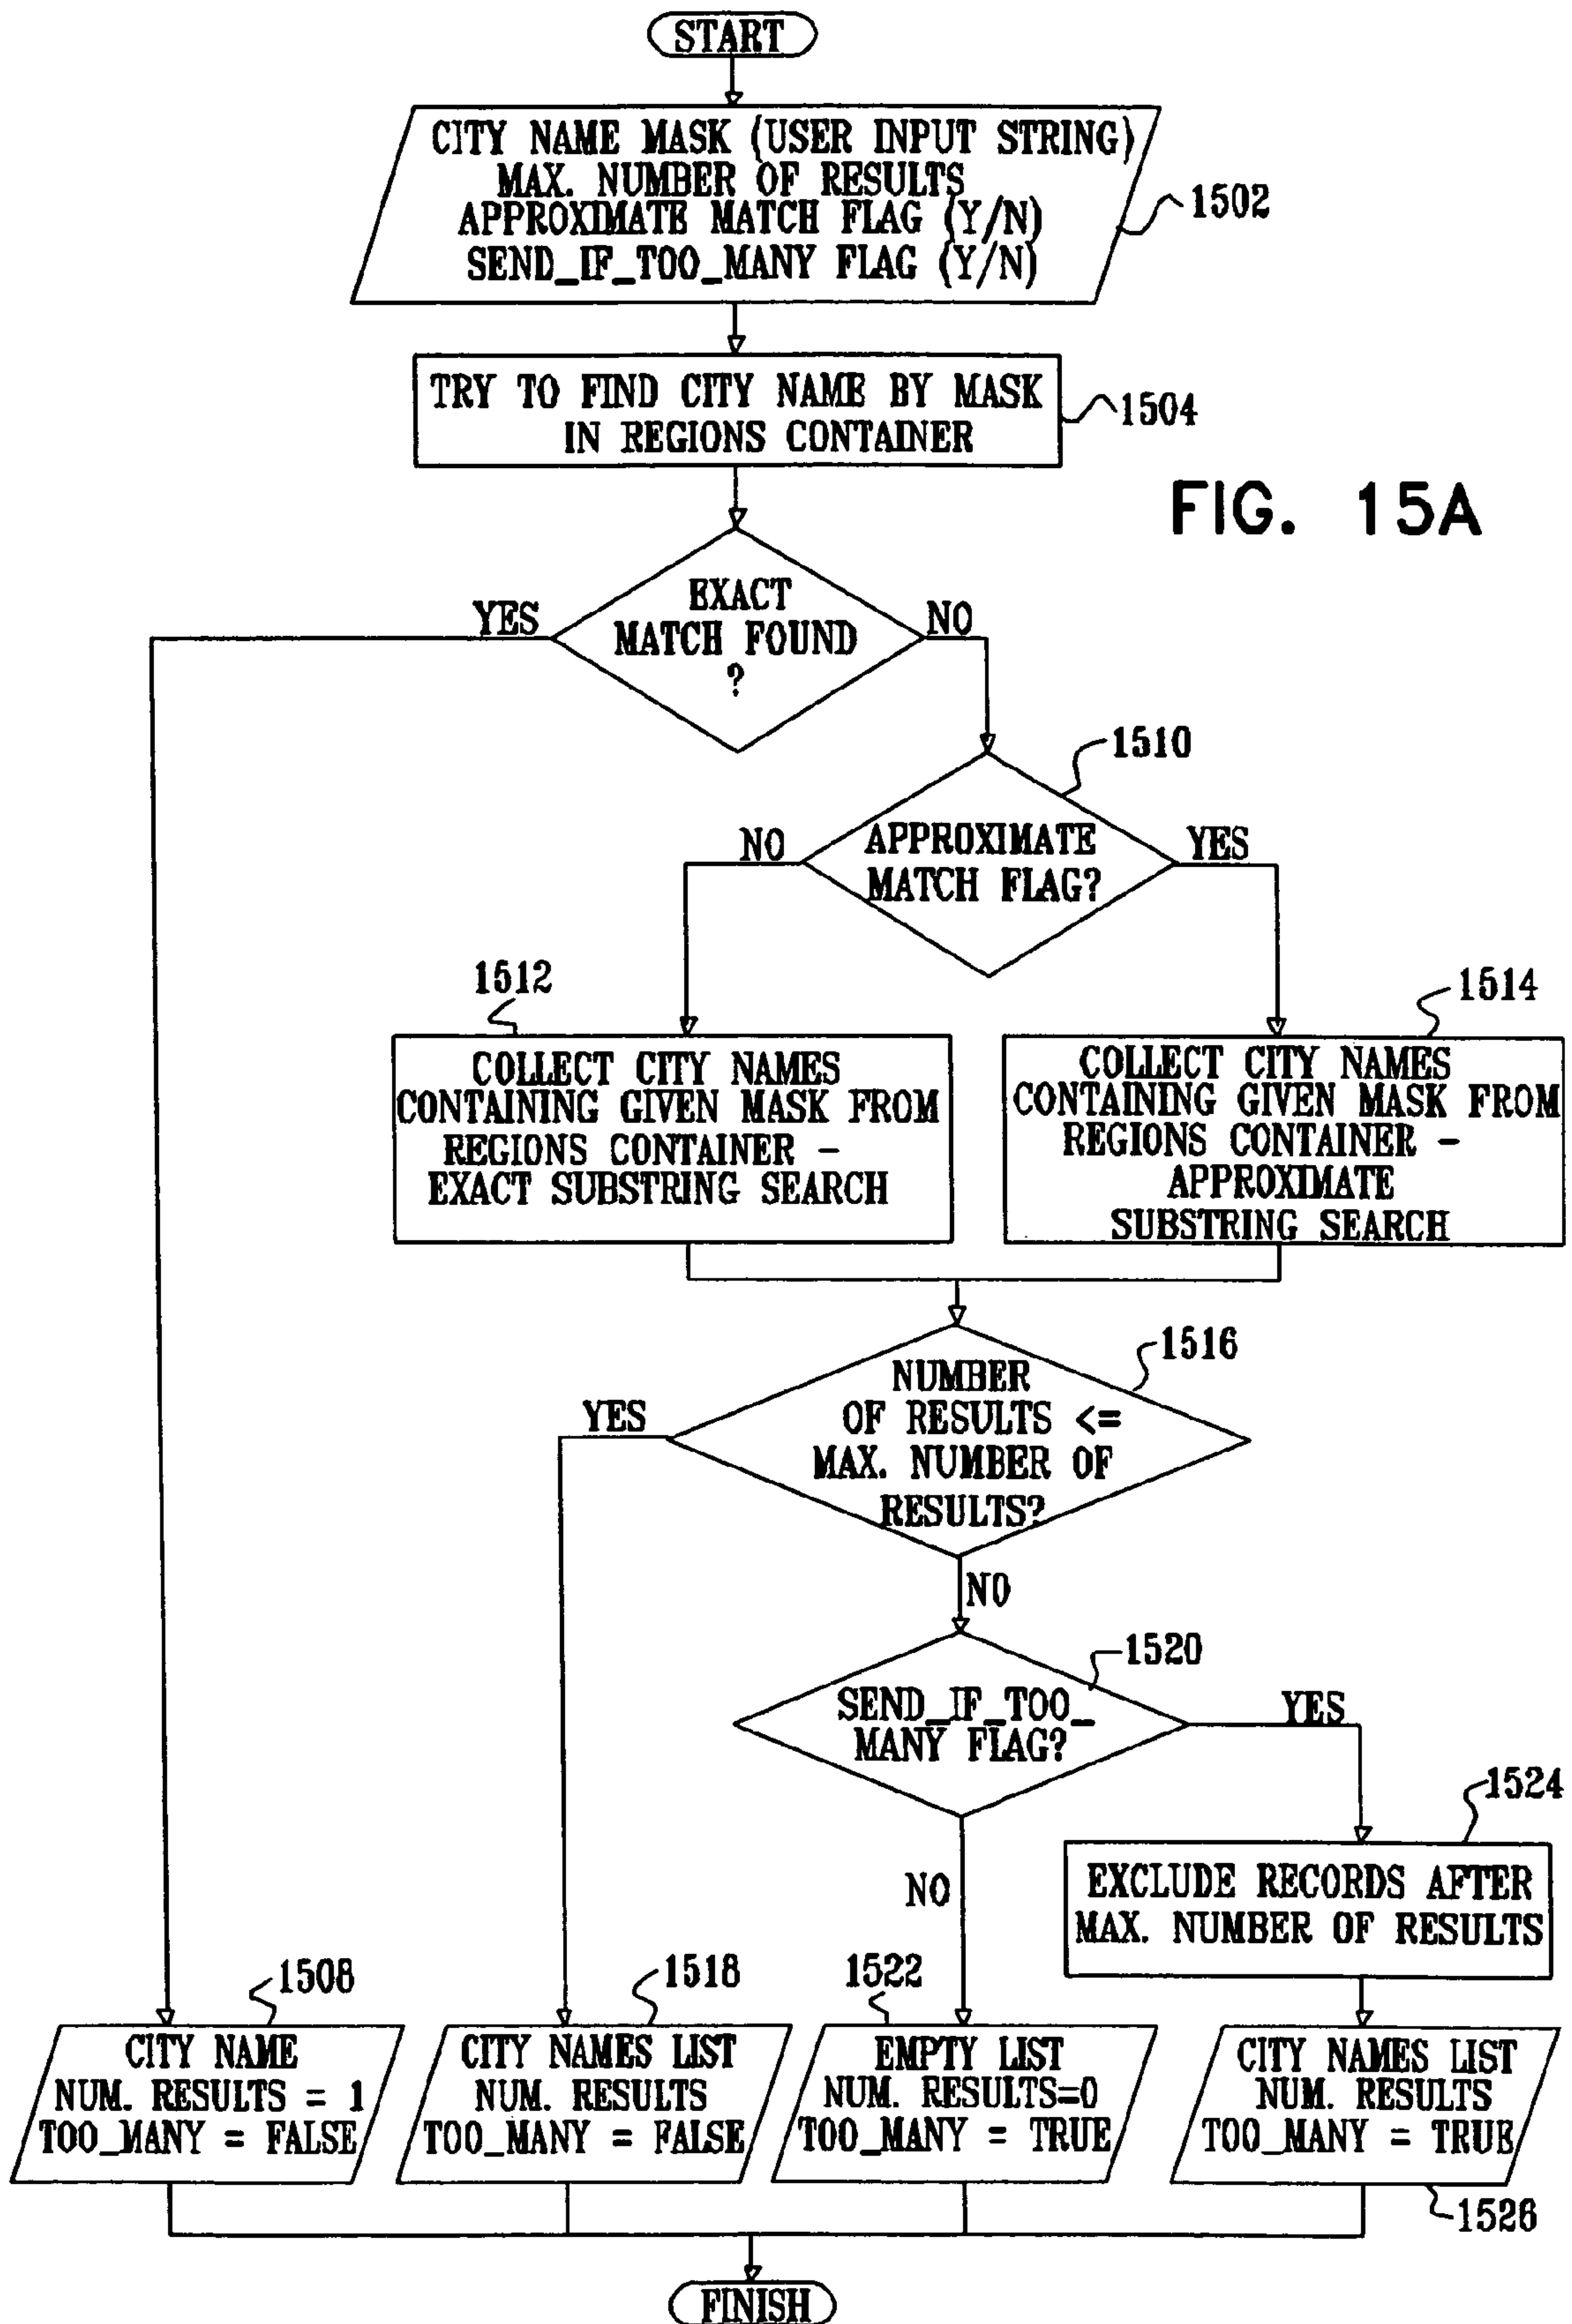 START
CITY NAME MASK (USER INPUT STRING)
MAX. NUMBER OF RESULTS
APPROXIMATE MATCH FLAG (Y/N)
SEND_IF_TOO_MANY FLAG (Y/N)
1502
TRY TO FIND CITY NAME BY MASK
IN REGIONS CONTAINER
1504
FIG. 15A
EXACT
MATCH FOUND
?
YES
NO
1510
APPROXIMATE
MATCH FLAG?
NO
YES
1512
COLLECT CITY NAMES
CONTAINING GIVEN MASK FROM
REGIONS CONTAINER -
EXACT SUBSTRING SEARCH
1514
COLLECT CITY NAMES
CONTAINING GIVEN MASK FROM
REGIONS CONTAINER -
APPROXIMATE
SUBSTRING SEARCH
1516
NUMBER
OF RESULTS <=
MAX. NUMBER OF
RESULTS?
YES
NO
1520
SEND_IF_TOO_
MANY FLAG?
YES
NO
1524
EXCLUDE RECORDS AFTER
MAX. NUMBER OF RESULTS
1508
CITY NAME
NUM. RESULTS = 1
TOO_MANY = FALSE
1518
CITY NAMES LIST
NUM. RESULTS
TOO_MANY = FALSE
1522
EMPTY LIST
NUM. RESULTS=0
TOO_MANY = TRUE
CITY NAMES LIST
NUM. RESULTS
TOO_MANY = TRUE
1526
FINISH